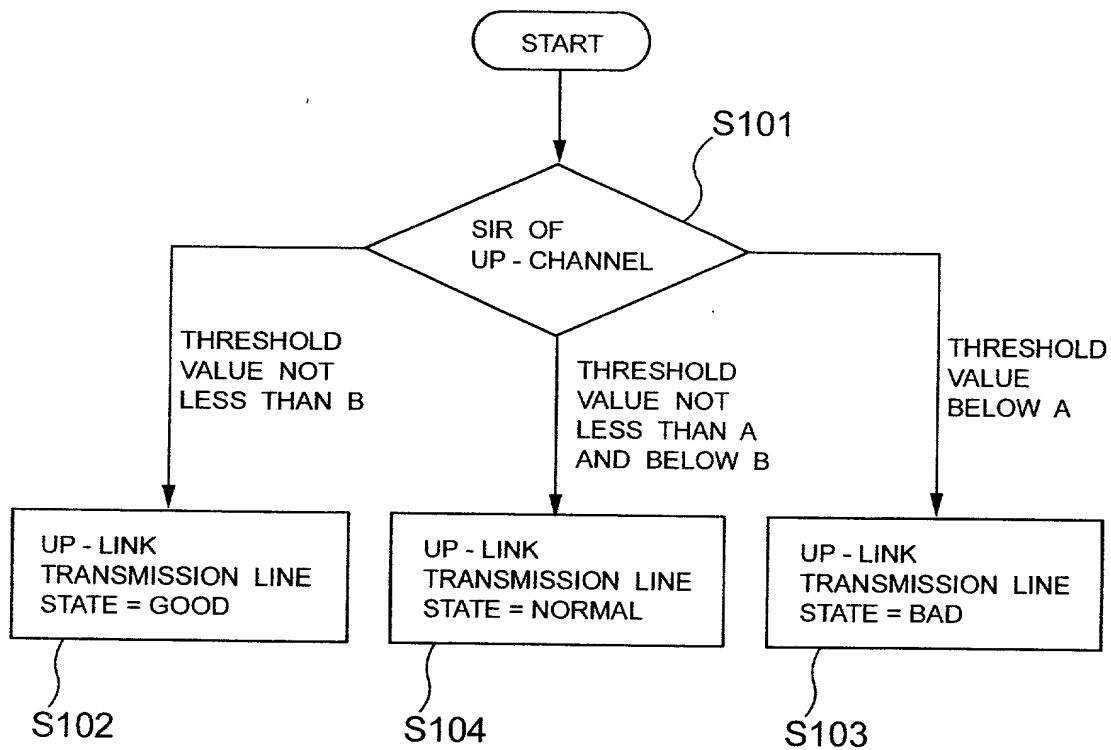 START
S101
SIR OF
UP - CHANNEL
THRESHOLD
VALUE NOT
LESS THAN B
THRESHOLD
VALUE NOT
LESS THAN A
AND BELOW B
THRESHOLD
VALUE
BELOW A
UP - LINK
TRANSMISSION LINE
STATE = GOOD
UP - LINK
TRANSMISSION LINE
STATE = NORMAL
UP - LINK
TRANSMISSION LINE
STATE = BAD
S102
S104
S103